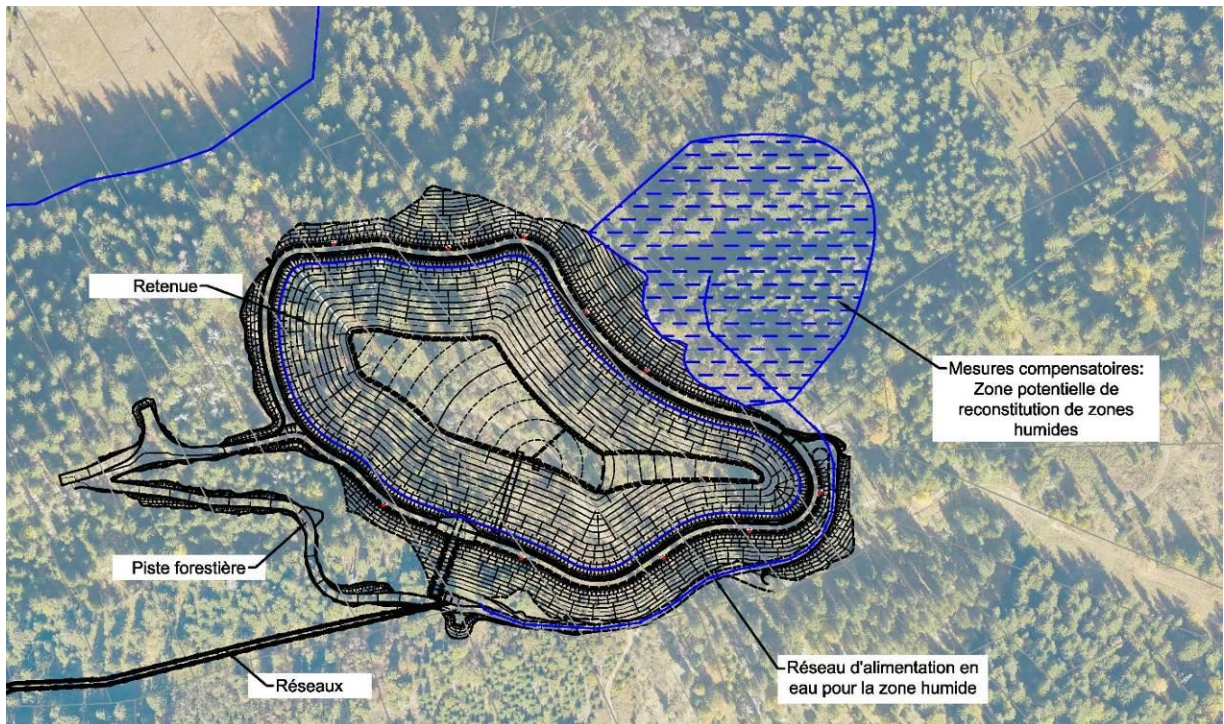 Retenue
Mesures compensatoires:
Zone potentielle de
reconstitution de zones
humides
Piste forestière
Réseau d'alimentation en
eau pour la zone humide
Réseaux